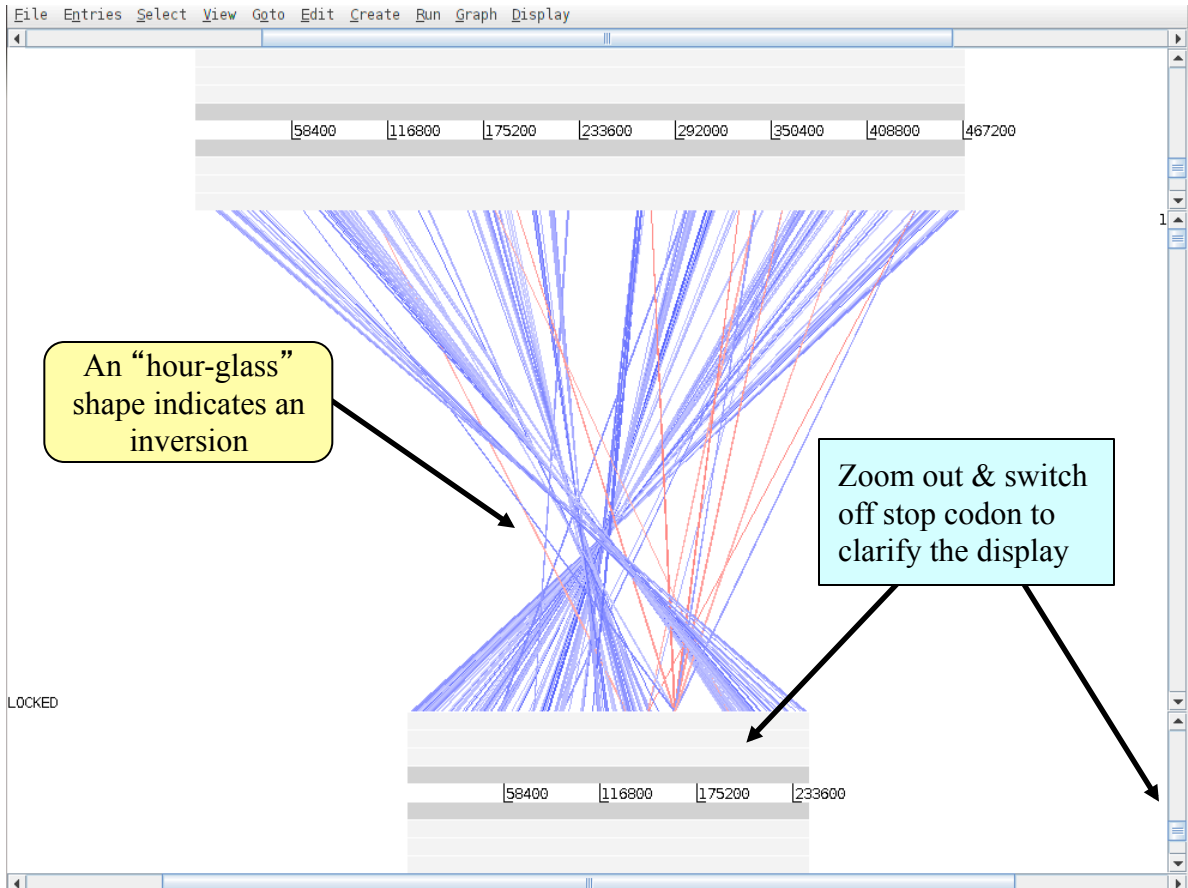 File Entries Select View Goto Edit Create Run Graph Display
58400 116800 175200 233600 292000 350400 408800 467200
1
An “hour-glass”
shape indicates an
inversion
Zoom out & switch
off stop codon to
clarify the display
LOCKED
58400 116800 175200 233600